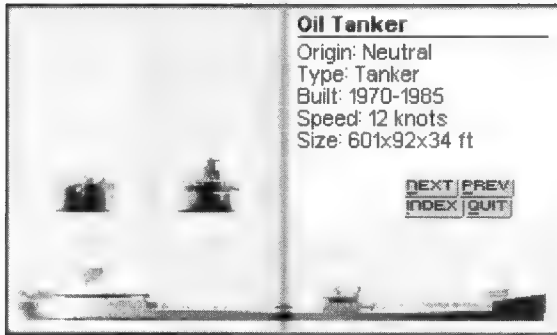 Oil Tanker
Origin: Neutral
Type: Tanker
Built: 1970-1985
Speed: 12 knots
Size: 601x92x34 ft
NEXT PREV
INDEX QUIT